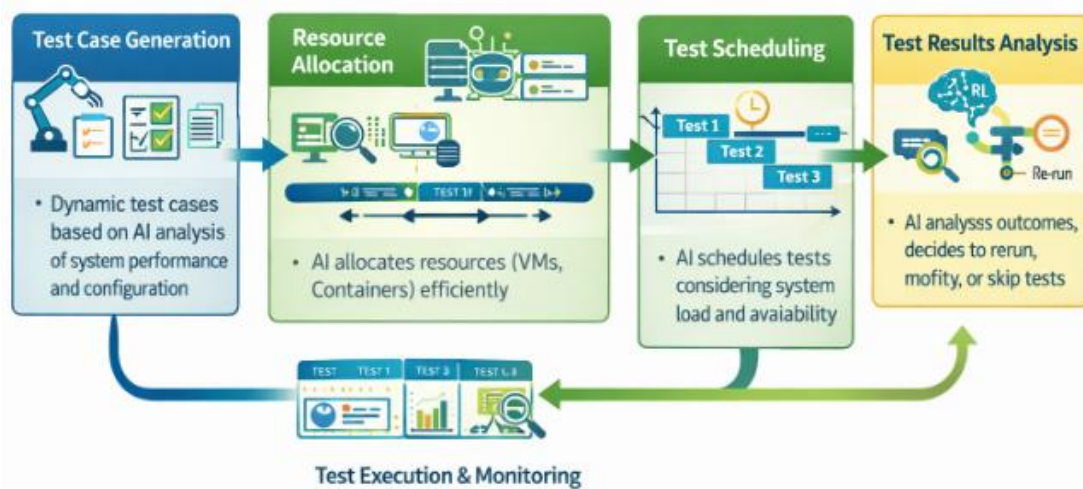 Test Case Generation
• Dynamic test cases
based on AI analysis
of system performance
and configuration
Resource
Allocation
• AI allocates resources (VMs,
Containers) efficiently
Test Scheduling
Test 1
Test 2
Test 3
• AI schedules tests
considering system
load and avaiability
Test Results Analysis
RL
Re-run
• AI analysss outcomes,
decides to rerun,
mofity, or skip tests
TEST TEST 1 TEST
Test Execution & Monitoring